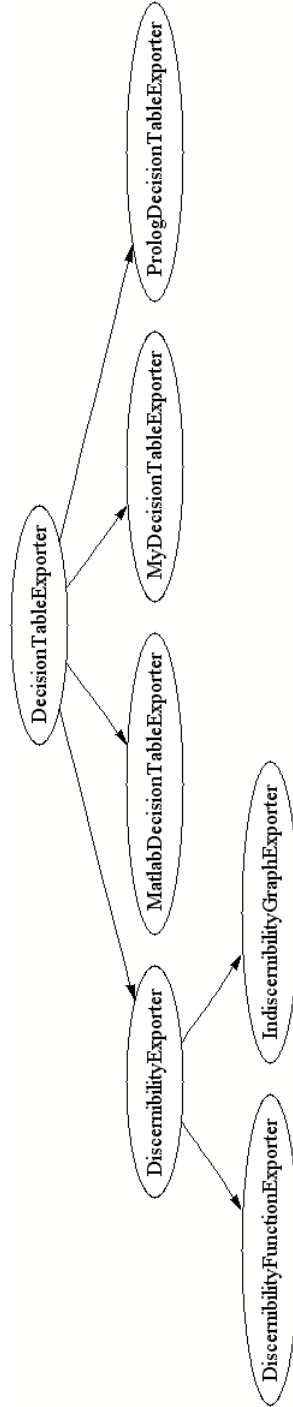 DecisionTableExporter
DiscernibilityExporter
MatlabDecisionTableExporter
MyDecisionTableExporter
PrologDecisionTableExporter
DiscernibilityFunctionExporter
IndiscernibilityGraphExporter